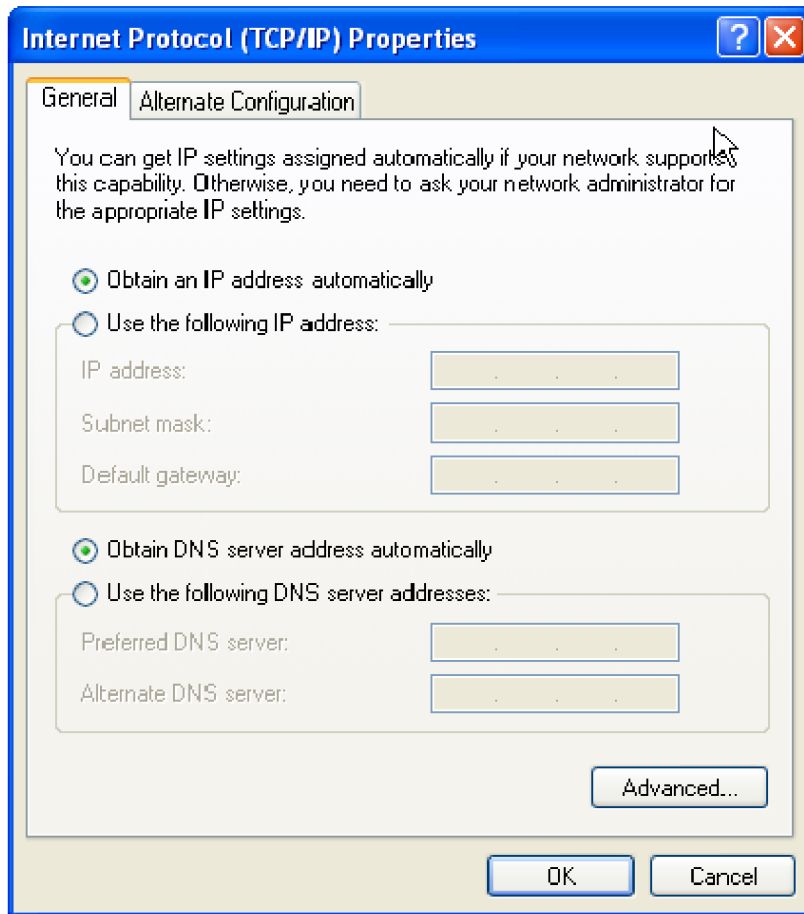 Internet Protocol (TCP/IP) Properties
General
Alternate Configuration
You can get IP settings assigned automatically if your network supports
this capability. Otherwise, you need to ask your network administrator for
the appropriate IP settings.
Obtain an IP address automatically
Use the following IP address:
IP address:
Subnet mask:
Default gateway:
Obtain DNS server address automatically
Use the following DNS server addresses:
Preferred DNS server:
Alternate DNS server:
Advanced...
OK
Cancel